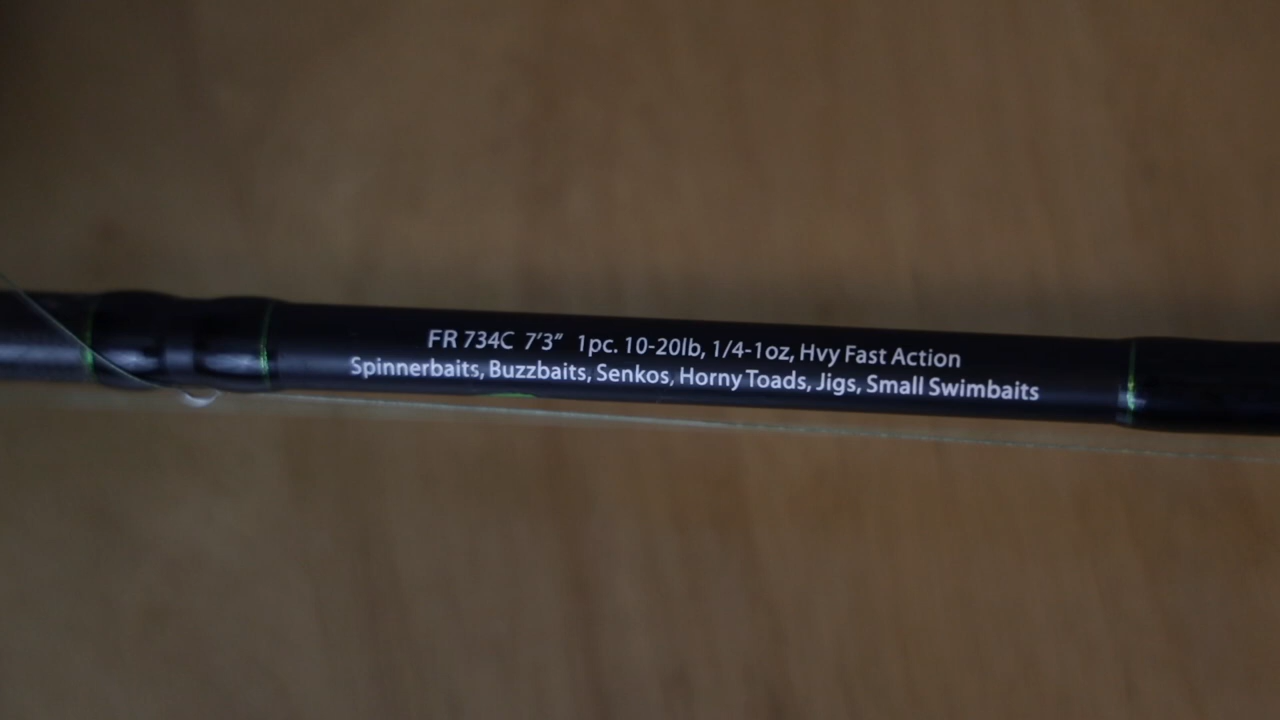 FR 734C 7'3" 1pc. 10-20lb, 1/4-1oz, Hvy Fast Action
Spinnerbaits, Buzzbaits, Senkos, Horny Toads, Jigs, Small Swimbaits